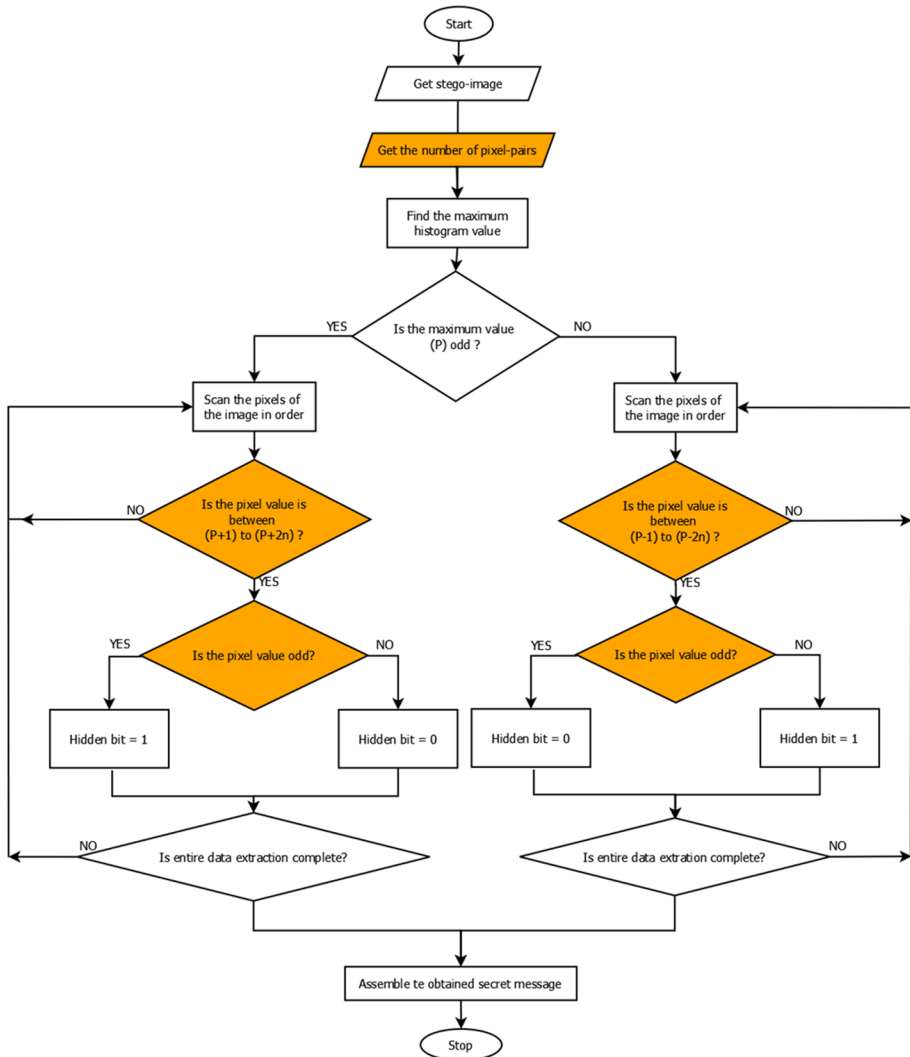 Start
Get stego-image
Get the number of pixel-pairs
Find the maximum
histogram value
Is the maximum value
(P) odd ?
YES
NO
Scan the pixels of
the image in order
Scan the pixels of
the image in order
Is the pixel value is
between
(P+1) to (P+2n) ?
NO
YES
Is the pixel value is
between
(P-1) to (P-2n) ?
NO
YES
Is the pixel value odd?
YES
NO
Is the pixel value odd?
YES
NO
Hidden bit = 1
Hidden bit = 0
Hidden bit = 0
Hidden bit = 1
Is entire data extraction complete?
NO
Is entire data extration complete?
NO
Assemble te obtained secret message
Stop